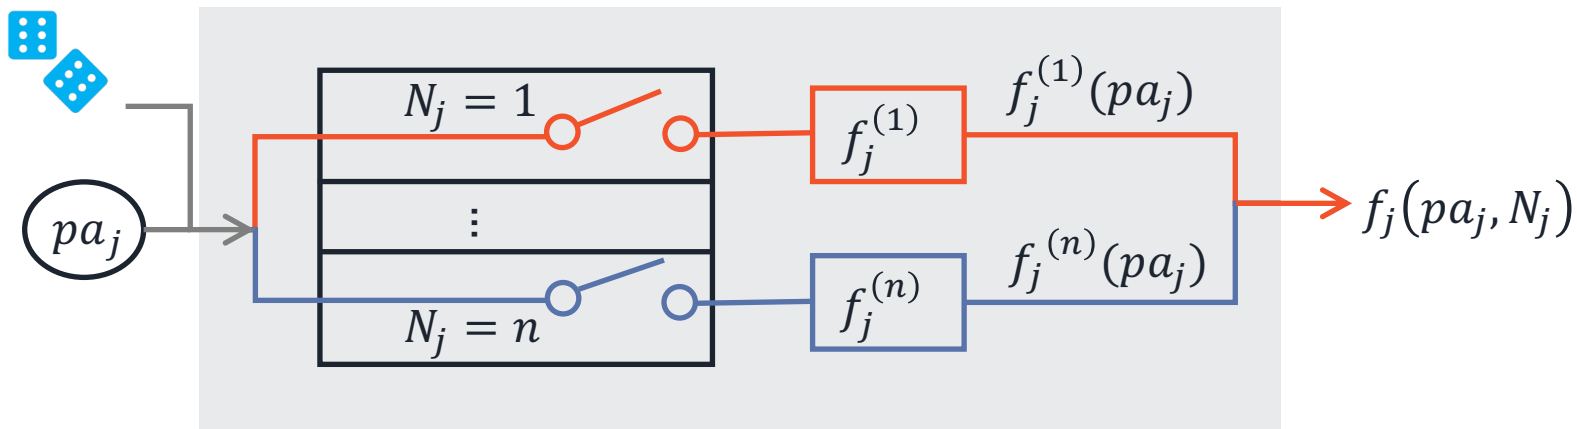 pa_j
N_j = 1
⋮
N_j = n
f_j^(1)
f_j^(n)
f_j^(1)(pa_j)
f_j^(n)(pa_j)
f_j(pa_j, N_j)